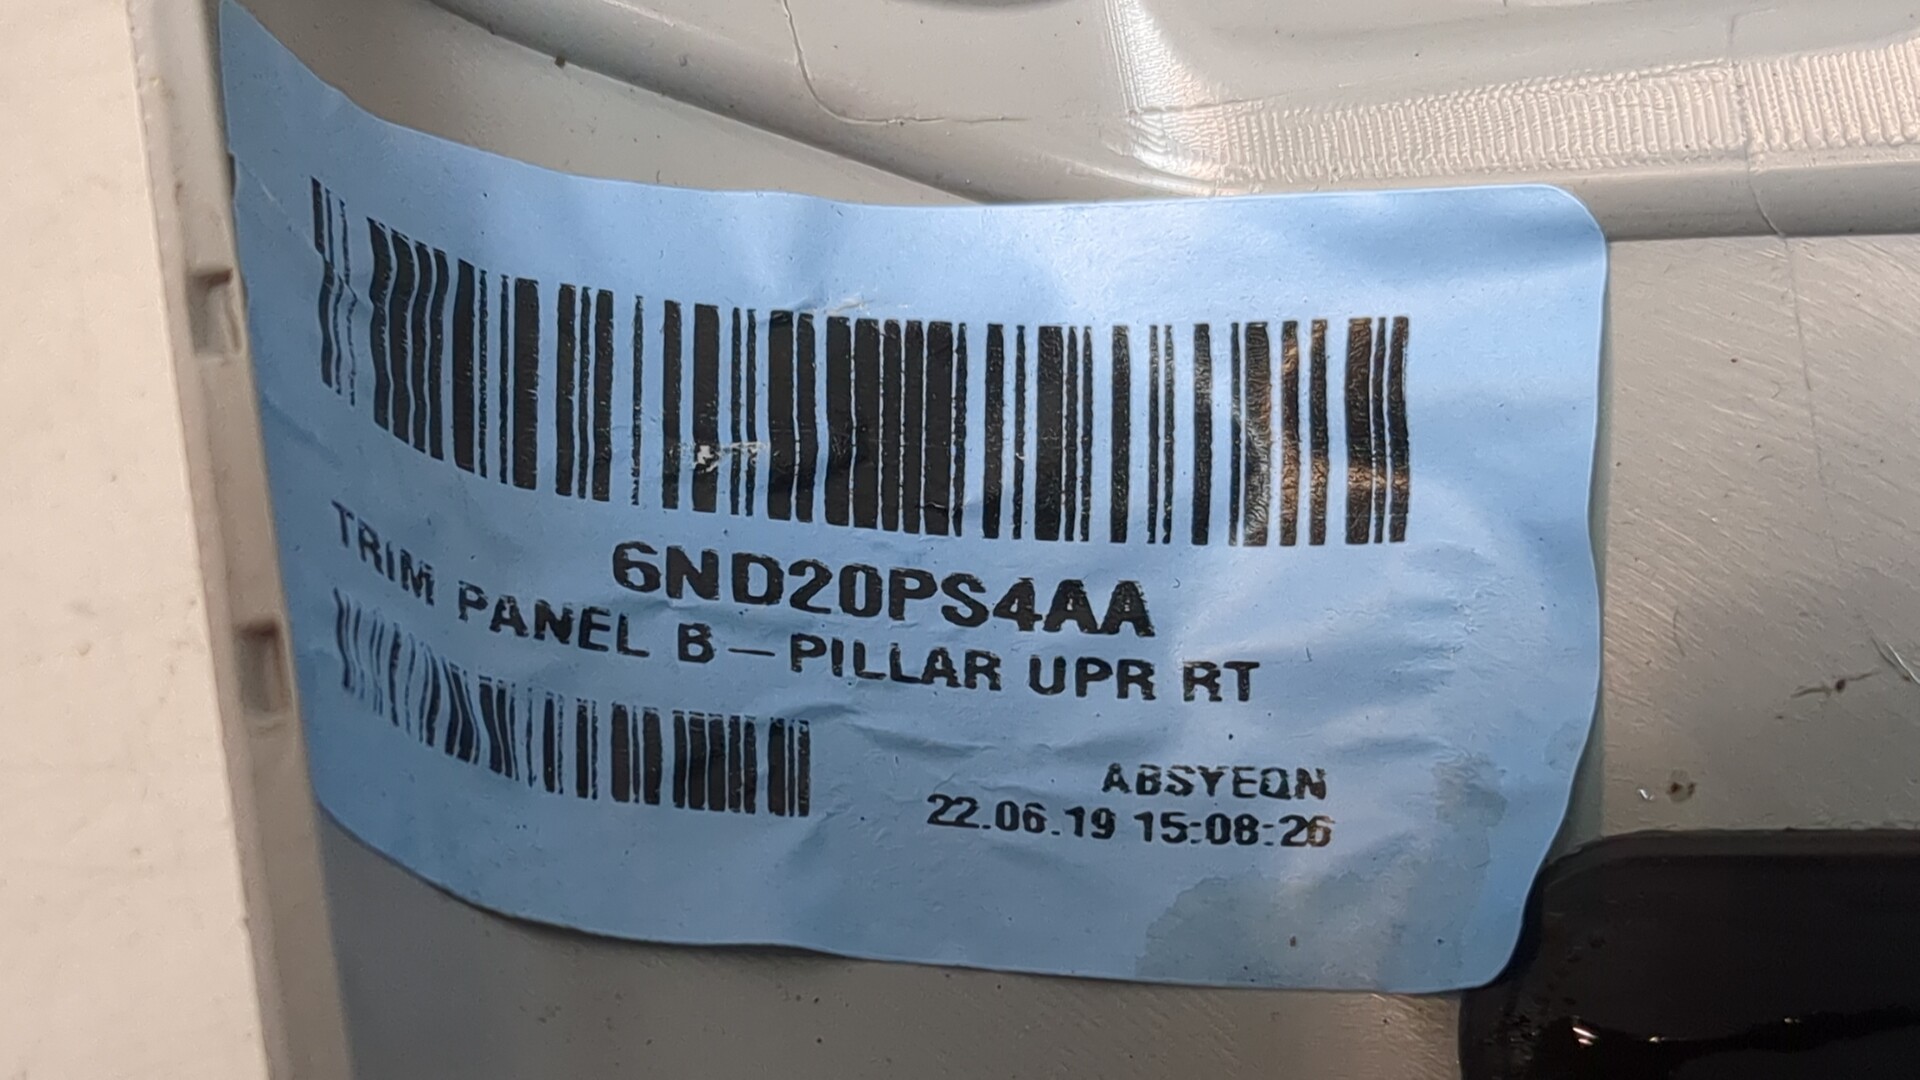 6ND20PS4AA
TRIM PANEL B-PILLAR UPR RT
ABSYEQN
22.06.19 15:08:26